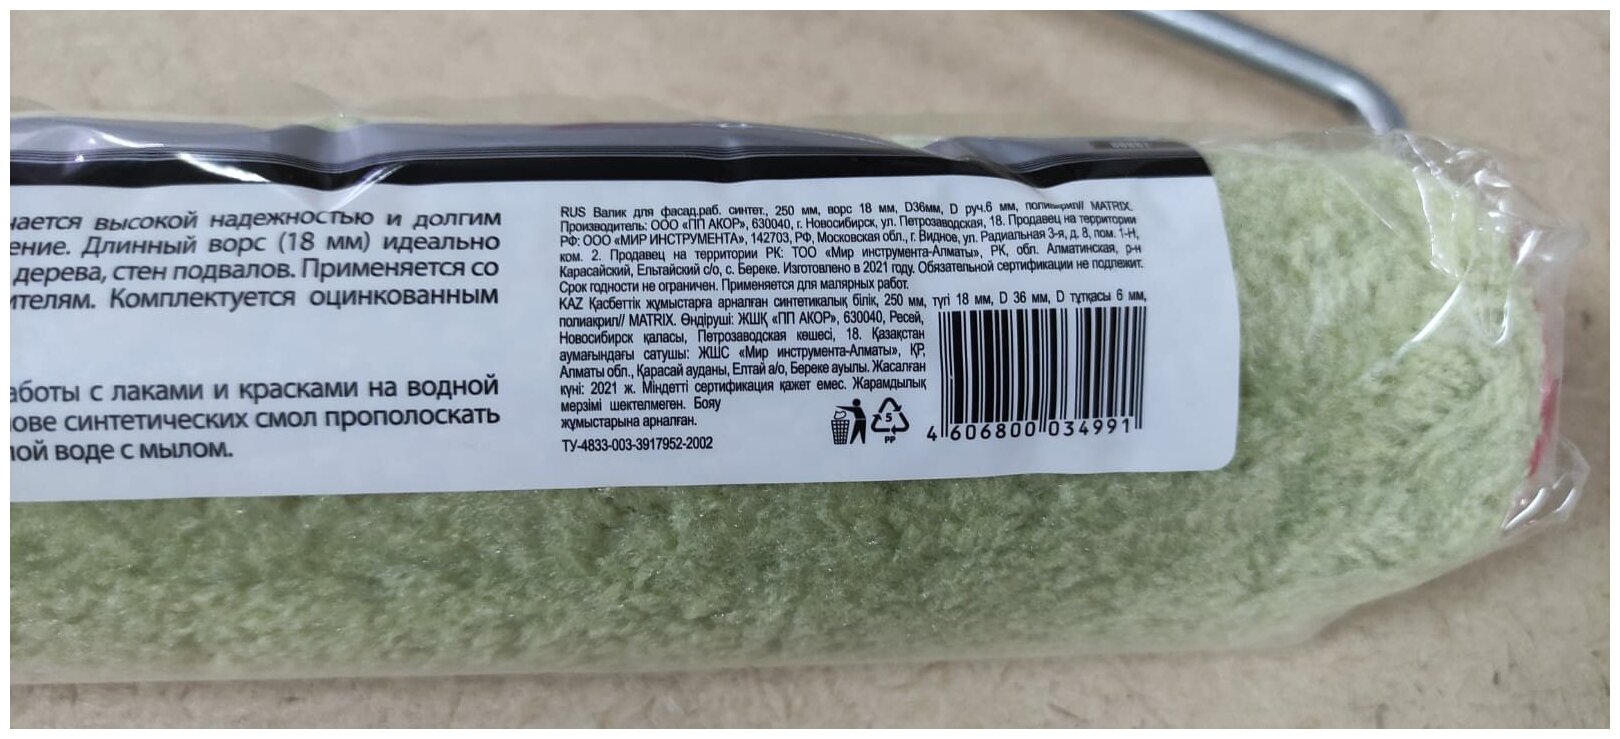 высокой надежностью и долгим
Длинный ворс (18 мм) идеально
дерева, стен подвалов. Применяется со
Комплектуется оцинкованным
с лаками и красками на водной
синтетических смол прополоскать
воде с мылом.
RUS Валик для фасад.раб. синтет., 250 мм, ворс 18 мм, D36мм, D руч.6 мм, полиакрил// MATRIX.
Производитель: ООО «ПП АКОР», 630040, г. Новосибирск, ул. Петрозаводская, 18. Продавец на территории
РФ: ООО «МИР ИНСТРУМЕНТА», 142703, РФ, Московская обл., г. Видное, ул. Радиальная 3-я, д. 8, пом. 1-Н,
ком. 2. Продавец на территории РК: ТОО «Мир инструмента-Алматы», РК, обл. Алматинская, р-н
Карасайский, Ельтайский с/о, с. Береке. Изготовлено в 2021 году. Обязательной сертификации не подлежит.
Срок годности не ограничен. Применяется для малярных работ.
KAZ Қасбеттік жұмыстарға арналған синтетикалық білік, 250 мм, түгі 18 мм, D 36 мм, D тұтқасы 6 мм,
полиакрил// MATRIX. Өндіруші: ЖШҚ «ПП АКОР», 630040, Ресей,
Новосибирск қаласы, Петрозаводская көшесі, 18. Қазақстан
аумағындағы сатушы: ЖШС «Мир инструмента-Алматы», ҚР,
Алматы обл., Қарасай ауданы, Елтай а/о, Береке ауылы. Жасалған
күні: 2021 ж. Міндетті сертификация қажет емес. Жарамдылық
мерзімі шектелмеген. Бояу
жұмыстарына арналған.
ТУ-4833-003-3917952-2002
5
PP
4 606800 034991